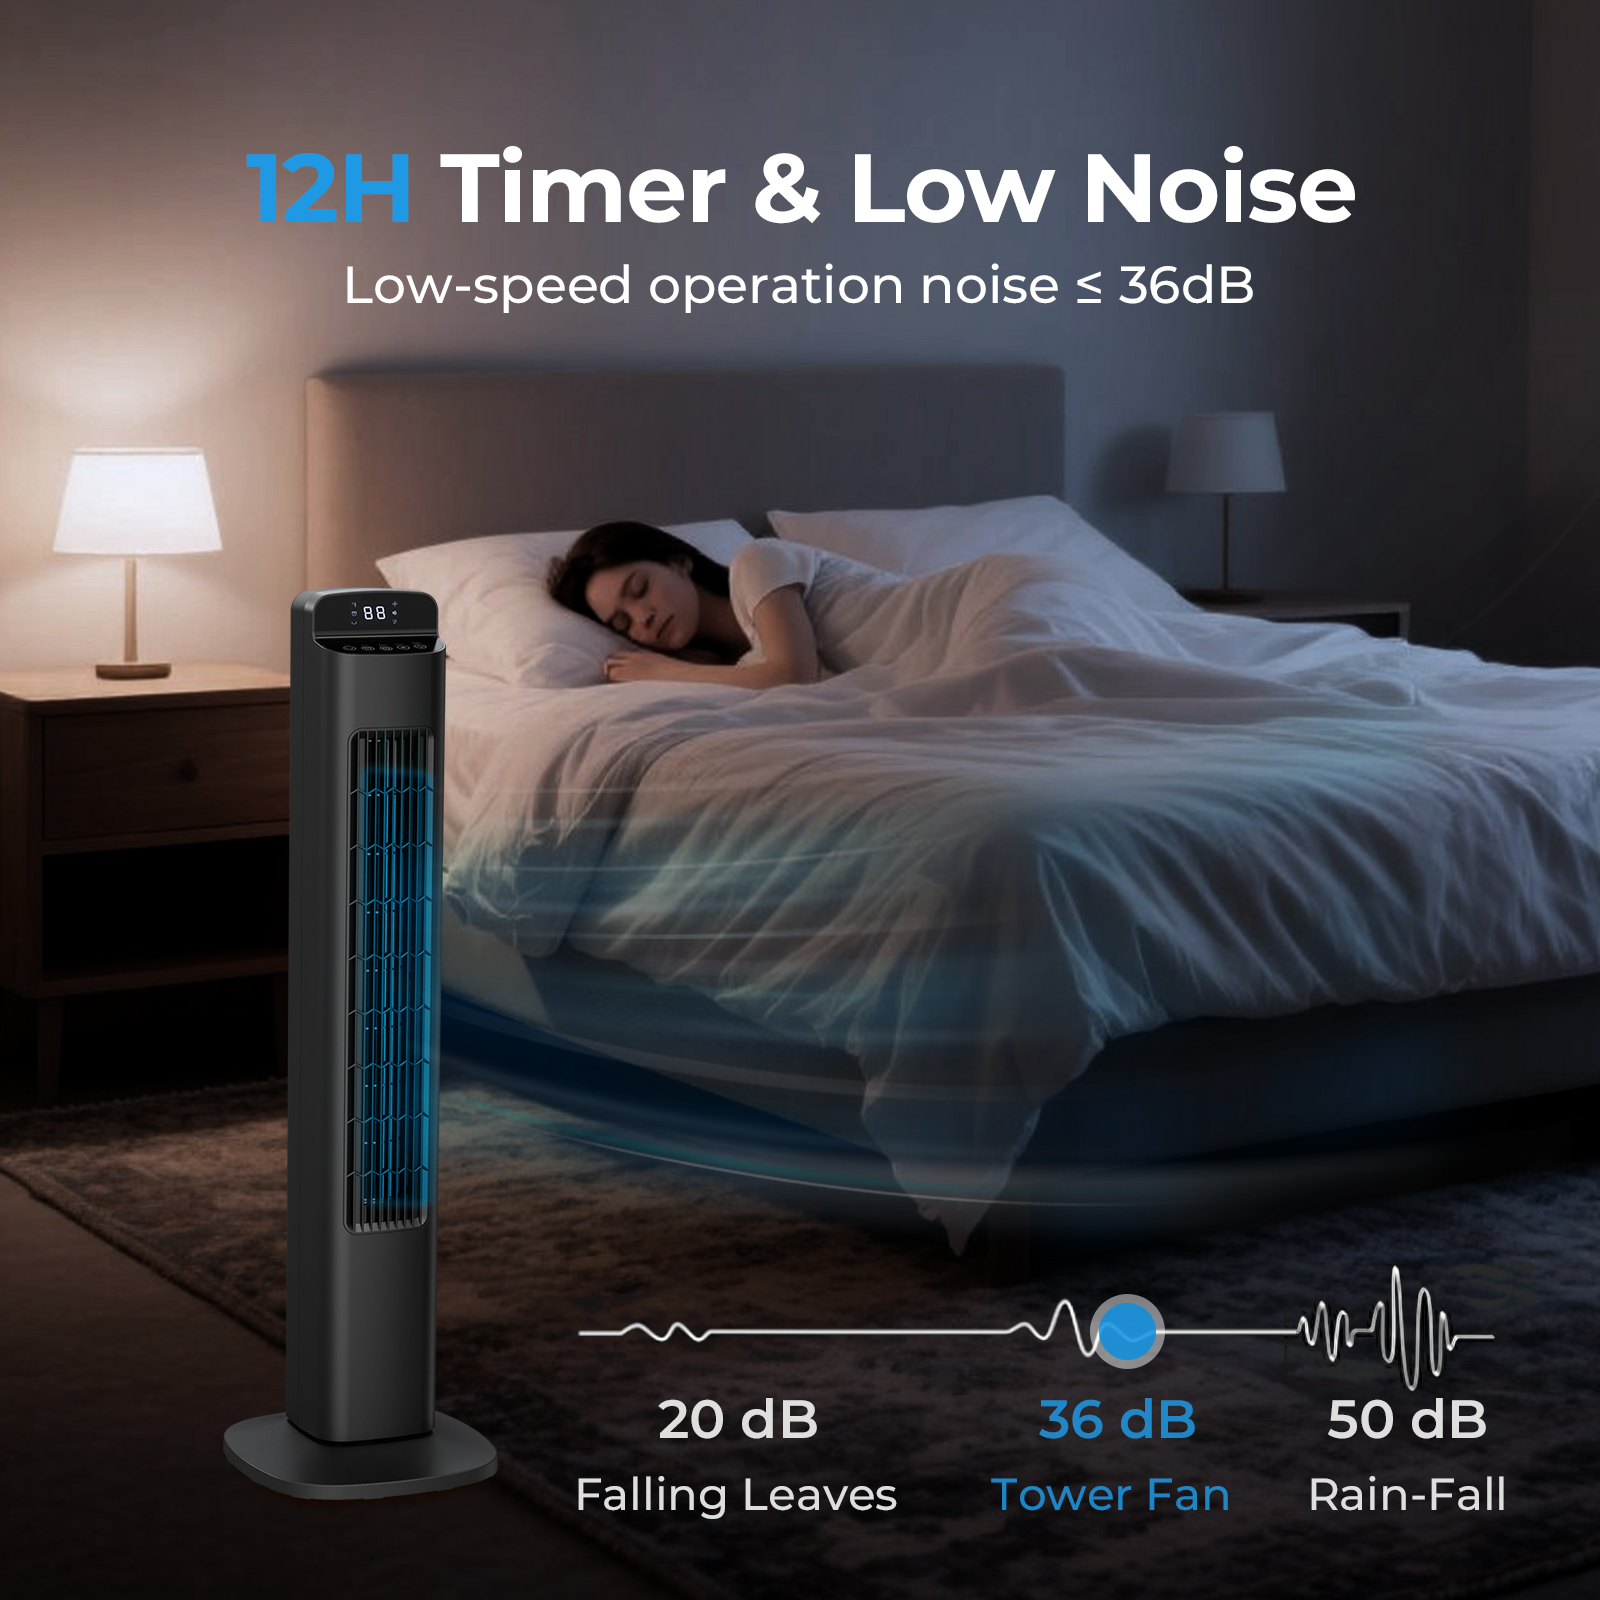 12H Timer & Low Noise
Low-speed operation noise ≤ 36dB
88
20 dB
36 dB
50 dB
Falling Leaves
Tower Fan
Rain-Fall